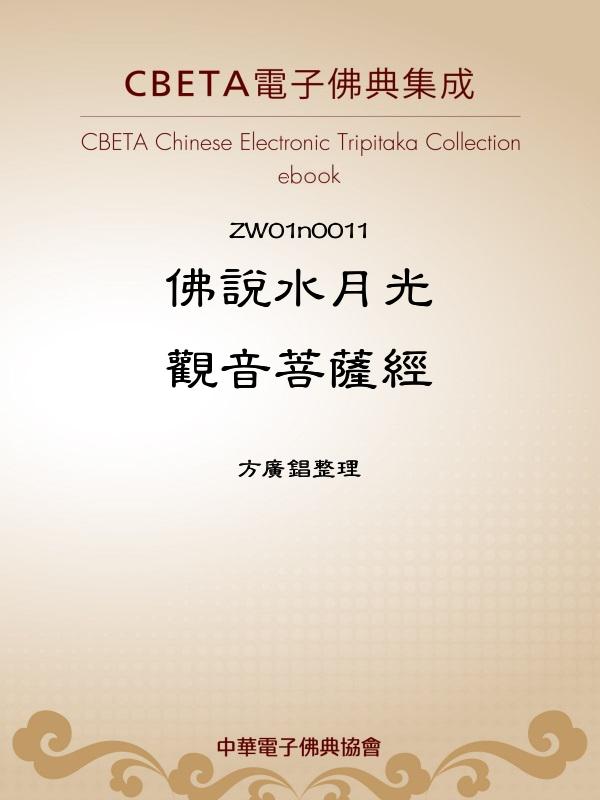 CBETA電子佛典集成
CBETA Chinese Electronic Tripitaka Collection
ebook
ZW01n0011
佛說水月光
觀音菩薩經
方廣錩整理
中華電子佛典協會